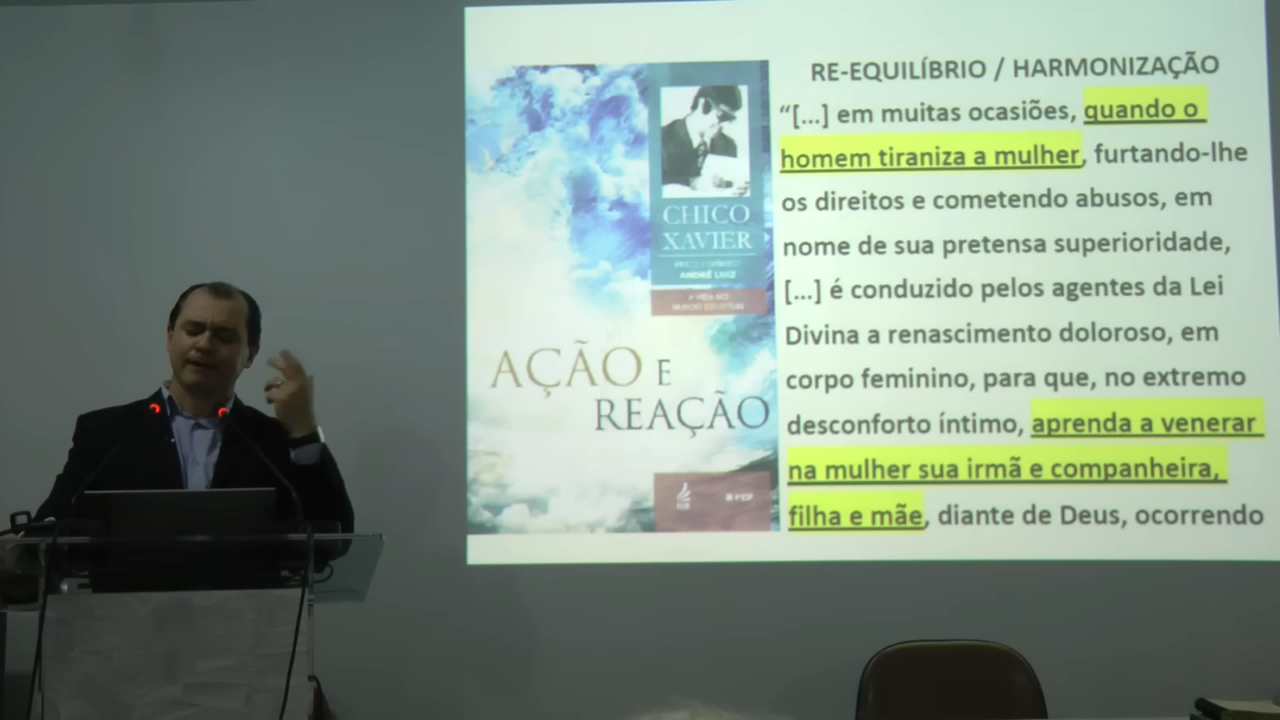 RE-EQUILÍBRIO / HARMONIZAÇÃO
“[...] em muitas ocasiões, quando o
homem tiraniza a mulher, furtando-lhe
os direitos e cometendo abusos, em
nome de sua pretensa superioridade,
[...] é conduzido pelos agentes da Lei
Divina a renascimento doloroso, em
corpo feminino, para que, no extremo
desconforto íntimo, aprenda a venerar
na mulher sua irmã e companheira,
filha e mãe, diante de Deus, ocorrendo
CHICO
XAVIER
ANDRÉ LUIZ
A VIDA NO
AÇÃO E
REAÇÃO